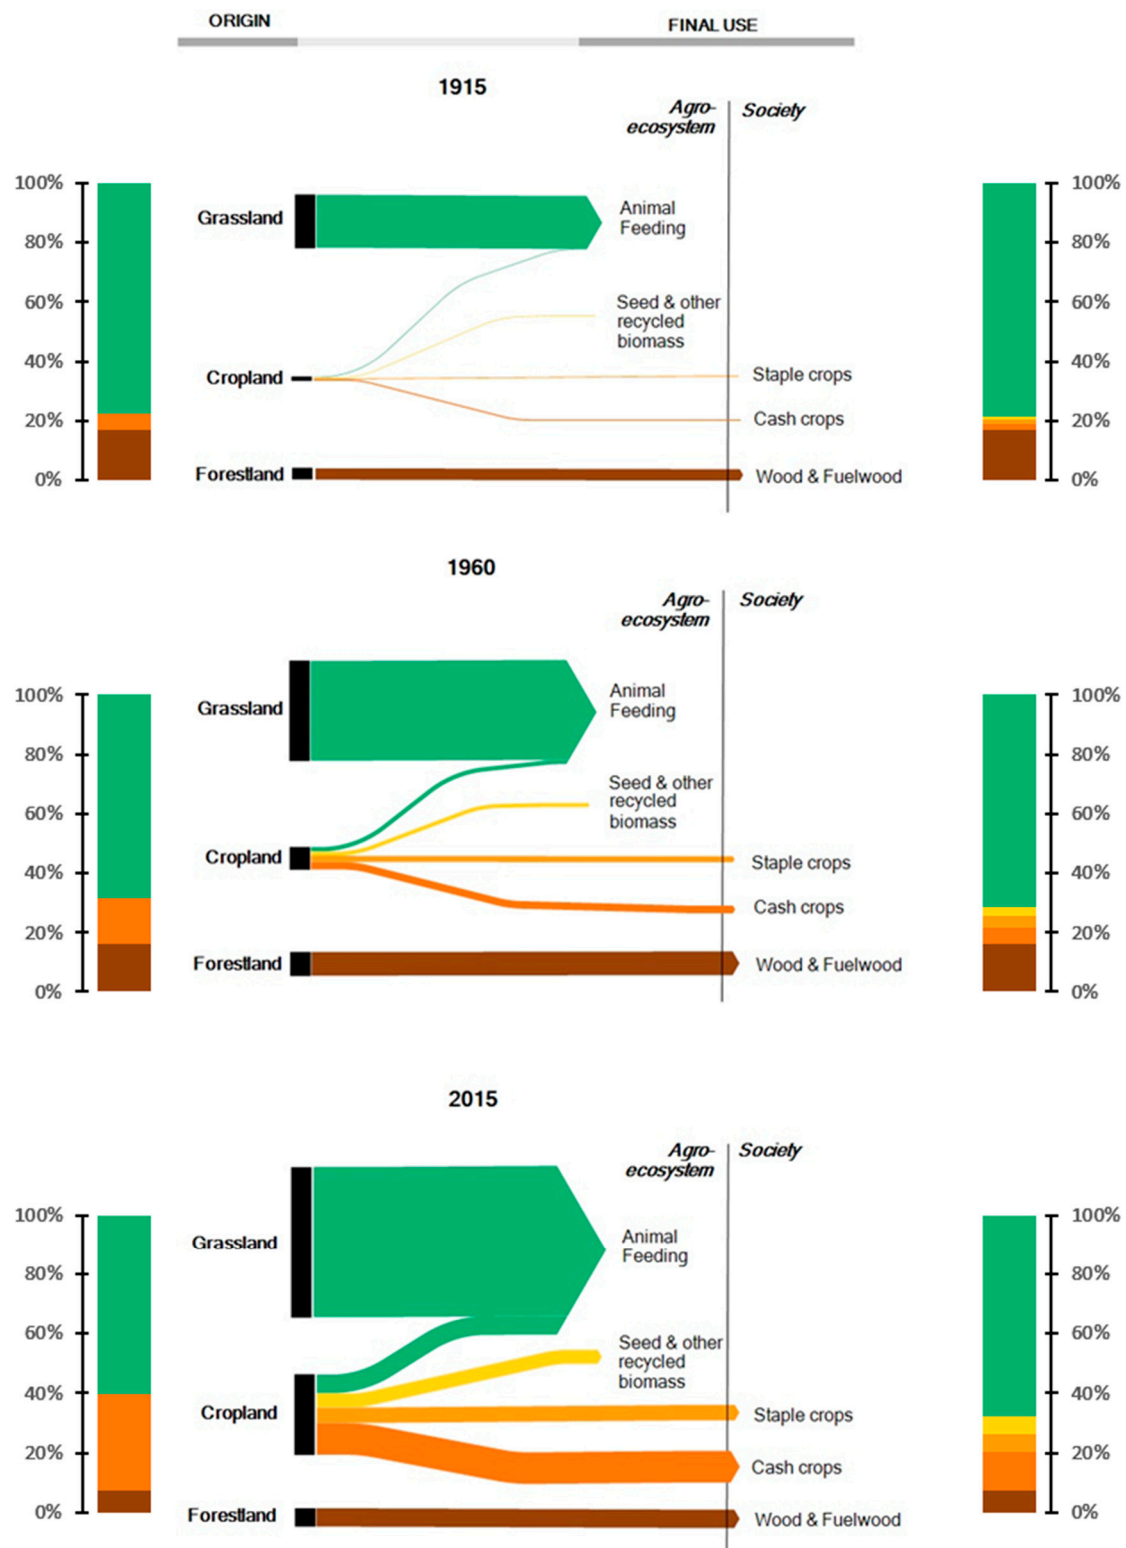 ORIGIN
FINAL USE
1915
Agro-
ecosystem
Society
100%
80%
60%
40%
20%
0%
Grassland
Cropland
Forestland
Animal
Feeding
Seed & other
recycled
biomass
Staple crops
Cash crops
Wood & Fuelwood
100%
80%
60%
40%
20%
0%
1960
Agro-
ecosystem
Society
100%
80%
60%
40%
20%
0%
Grassland
Cropland
Forestland
Animal
Feeding
Seed & other
recycled
biomass
Staple crops
Cash crops
Wood & Fuelwood
100%
80%
60%
40%
20%
0%
2015
Agro-
ecosystem
Society
100%
80%
60%
40%
20%
0%
Grassland
Cropland
Forestland
Animal
Feeding
Seed & other
recycled
biomass
Staple crops
Cash crops
Wood & Fuelwood
100%
80%
60%
40%
20%
0%